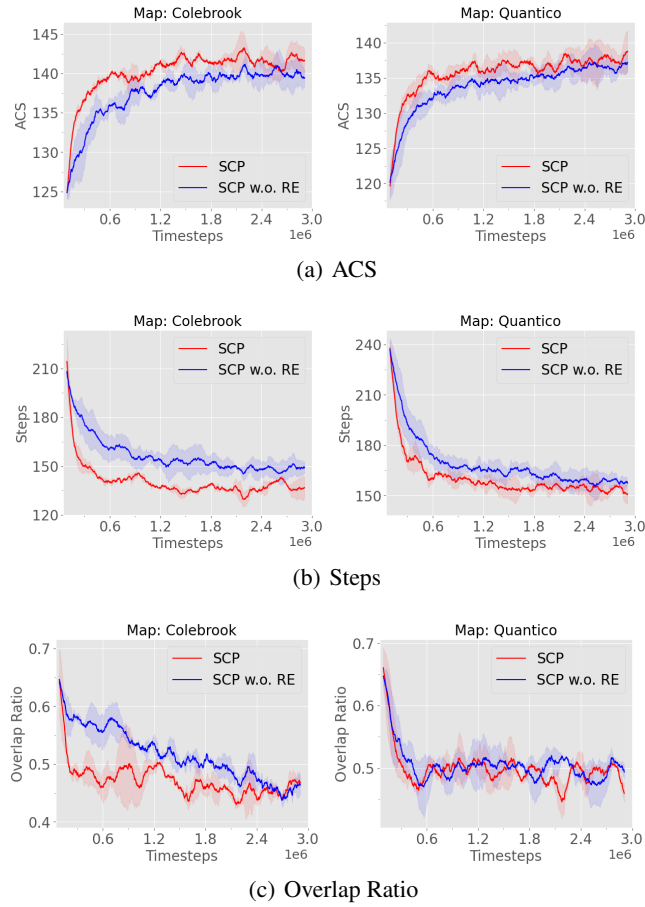 Map: Colebrook
Map: Quantico
145
140
135
130
125
ACS
SCP
SCP w.o. RE
0.6 1.2 1.8 2.4 3.0
Timesteps
1e6
140
135
130
125
120
ACS
SCP
SCP w.o. RE
0.6 1.2 1.8 2.4 3.0
Timesteps
1e6
(a) ACS
Map: Colebrook
Map: Quantico
210
180
150
120
Steps
SCP
SCP w.o. RE
0.6 1.2 1.8 2.4 3.0
Timesteps
1e6
240
210
180
150
Steps
SCP
SCP w.o. RE
0.6 1.2 1.8 2.4 3.0
Timesteps
1e6
(b) Steps
Map: Colebrook
Map: Quantico
0.7
0.6
0.5
0.4
Overlap Ratio
SCP
SCP w.o. RE
0.6 1.2 1.8 2.4 3.0
Timesteps
1e6
0.7
0.6
0.5
Overlap Ratio
SCP
SCP w.o. RE
0.6 1.2 1.8 2.4 3.0
Timesteps
1e6
(c) Overlap Ratio